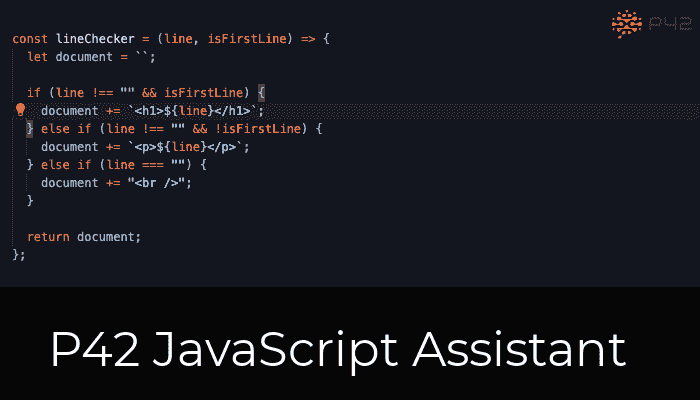 P42
const lineChecker = (line, isFirstLine) => {
let document = ``;
if (line !== "" && isFirstLine) {
document += `<h1>${line}</h1>`;
} else if (line !== "" && !isFirstLine) {
document += `<p>${line}</p>`;
} else if (line === "") {
document += "<br />";
}
return document;
};
P42 JavaScript Assistant